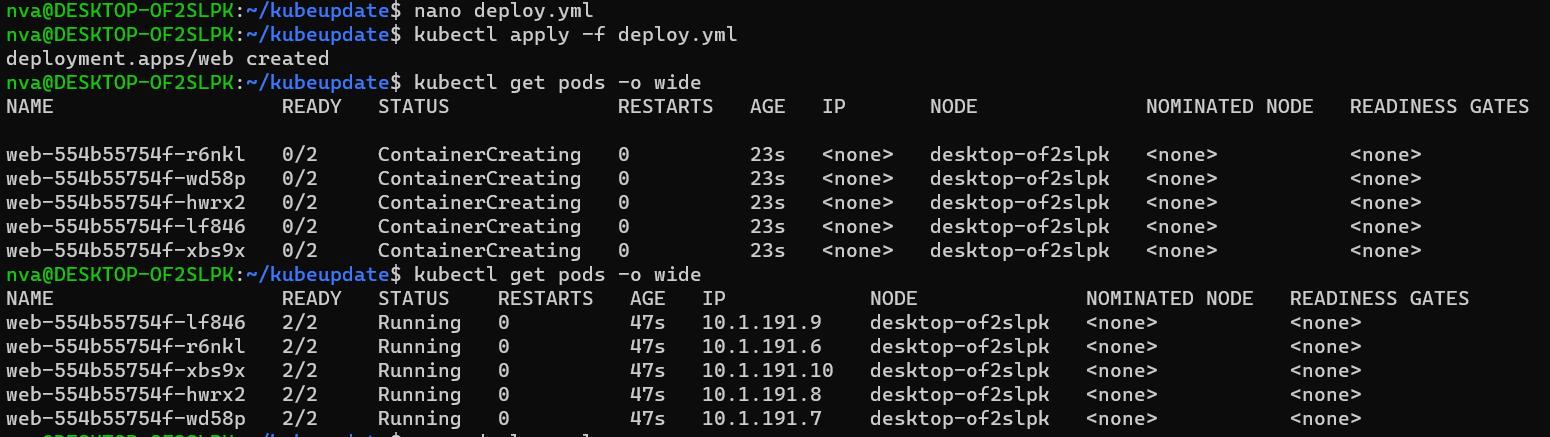 nva@DESKTOP-OF2SLPK:~/kubeupdate$ nano deploy.yml
nva@DESKTOP-OF2SLPK:~/kubeupdate$ kubectl apply -f deploy.yml
deployment.apps/web created
nva@DESKTOP-OF2SLPK:~/kubeupdate$ kubectl get pods -o wide
NAME READY STATUS RESTARTS AGE IP NODE NOMINATED NODE READINESS GATES
web-554b55754f-r6nkl 0/2 ContainerCreating 0 23s <none> desktop-of2slpk <none> <none>
web-554b55754f-wd58p 0/2 ContainerCreating 0 23s <none> desktop-of2slpk <none> <none>
web-554b55754f-hwrx2 0/2 ContainerCreating 0 23s <none> desktop-of2slpk <none> <none>
web-554b55754f-lf846 0/2 ContainerCreating 0 23s <none> desktop-of2slpk <none> <none>
web-554b55754f-xbs9x 0/2 ContainerCreating 0 23s <none> desktop-of2slpk <none> <none>
nva@DESKTOP-OF2SLPK:~/kubeupdate$ kubectl get pods -o wide
NAME READY STATUS RESTARTS AGE IP NODE NOMINATED NODE READINESS GATES
web-554b55754f-lf846 2/2 Running 0 47s 10.1.191.9 desktop-of2slpk <none> <none>
web-554b55754f-r6nkl 2/2 Running 0 47s 10.1.191.6 desktop-of2slpk <none> <none>
web-554b55754f-xbs9x 2/2 Running 0 47s 10.1.191.10 desktop-of2slpk <none> <none>
web-554b55754f-hwrx2 2/2 Running 0 47s 10.1.191.8 desktop-of2slpk <none> <none>
web-554b55754f-wd58p 2/2 Running 0 47s 10.1.191.7 desktop-of2slpk <none> <none>